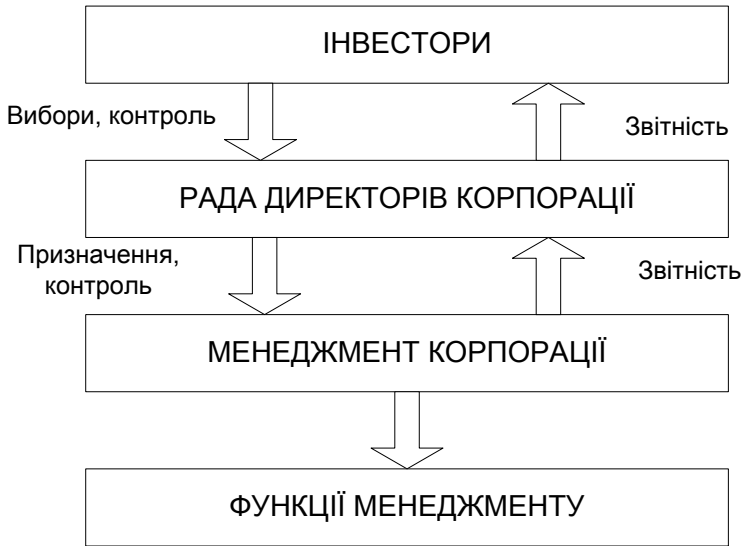 ІНВЕСТОРИ
Вибори, контроль
Звітність
РАДА ДИРЕКТОРІВ КОРПОРАЦІЇ
Призначення,
контроль
Звітність
МЕНЕДЖМЕНТ КОРПОРАЦІЇ
ФУНКЦІЇ МЕНЕДЖМЕНТУ